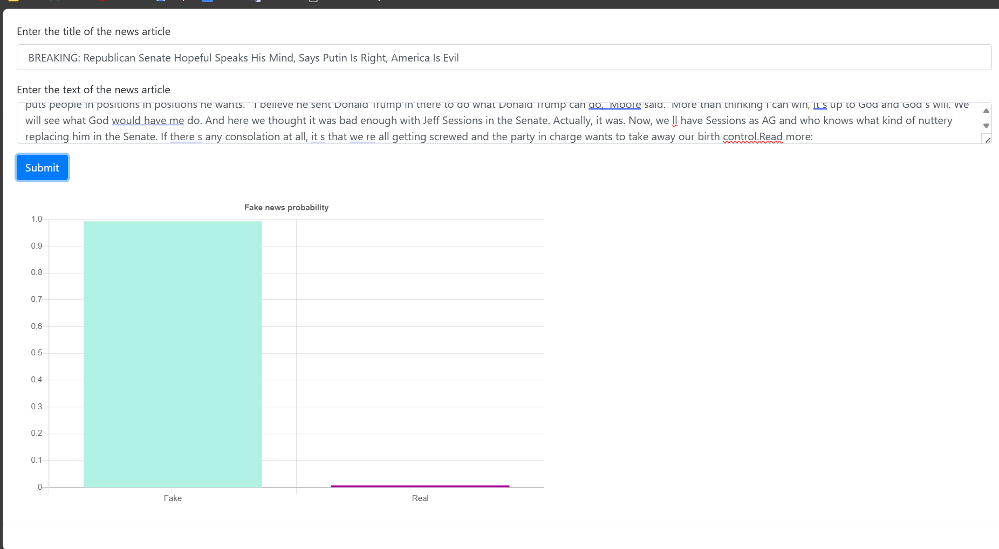 Enter the title of the news article
BREAKING: Republican Senate Hopeful Speaks His Mind, Says Putin Is Right, America Is Evil
Enter the text of the news article
puts people in positions in positions he wants. I believe he sent Donald Trump in there to do what Donald Trump can do, Moore said. More than thinking I can win, it s up to God and God s will. We
will see what God would have me do. And here we thought it was bad enough with Jeff Sessions in the Senate. Actually, it was. Now, we ll have Sessions as AG and who knows what kind of nuttery
replacing him in the Senate. If there s any consolation at all, it s that we re all getting screwed and the party in charge wants to take away our birth control.Read more:
Submit
Fake news probability
1.0
0.9
0.8
0.7
0.6
0.5
0.4
0.3
0.2
0.1
0
Fake Real